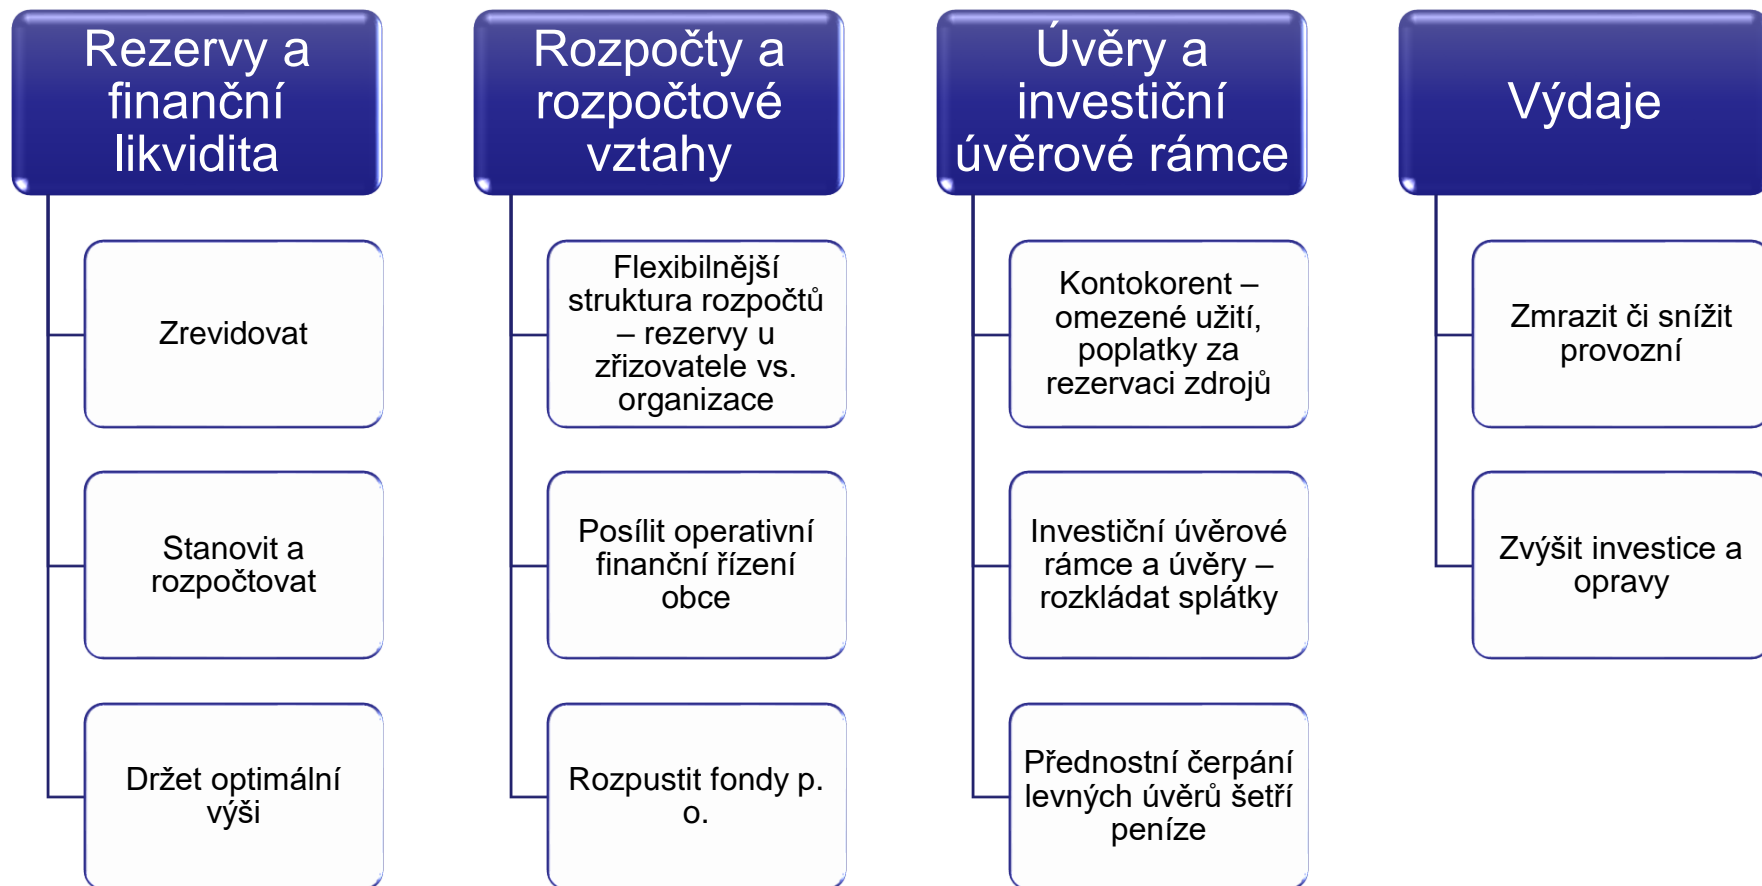 Rezervy a
finanční
likvidita
Zrevidovat
Stanovit a
rozpočtovat
Držet optimální
výši
Rozpočty a
rozpočtové
vztahy
Flexibilnější
struktura rozpočtů
– rezervy u
zřizovatele vs.
organizace
Posílit operativní
finanční řízení
obce
Rozpustit fondy p.
o.
Úvěry a
investiční
úvěrové rámce
Kontokorent –
omezené užití,
poplatky za
rezervaci zdrojů
Investiční úvěrové
rámce a úvěry –
rozkládat splátky
Přednostní čerpání
levných úvěrů šetří
peníze
Výdaje
Zmrazit či snížit
provozní
Zvýšit investice a
opravy